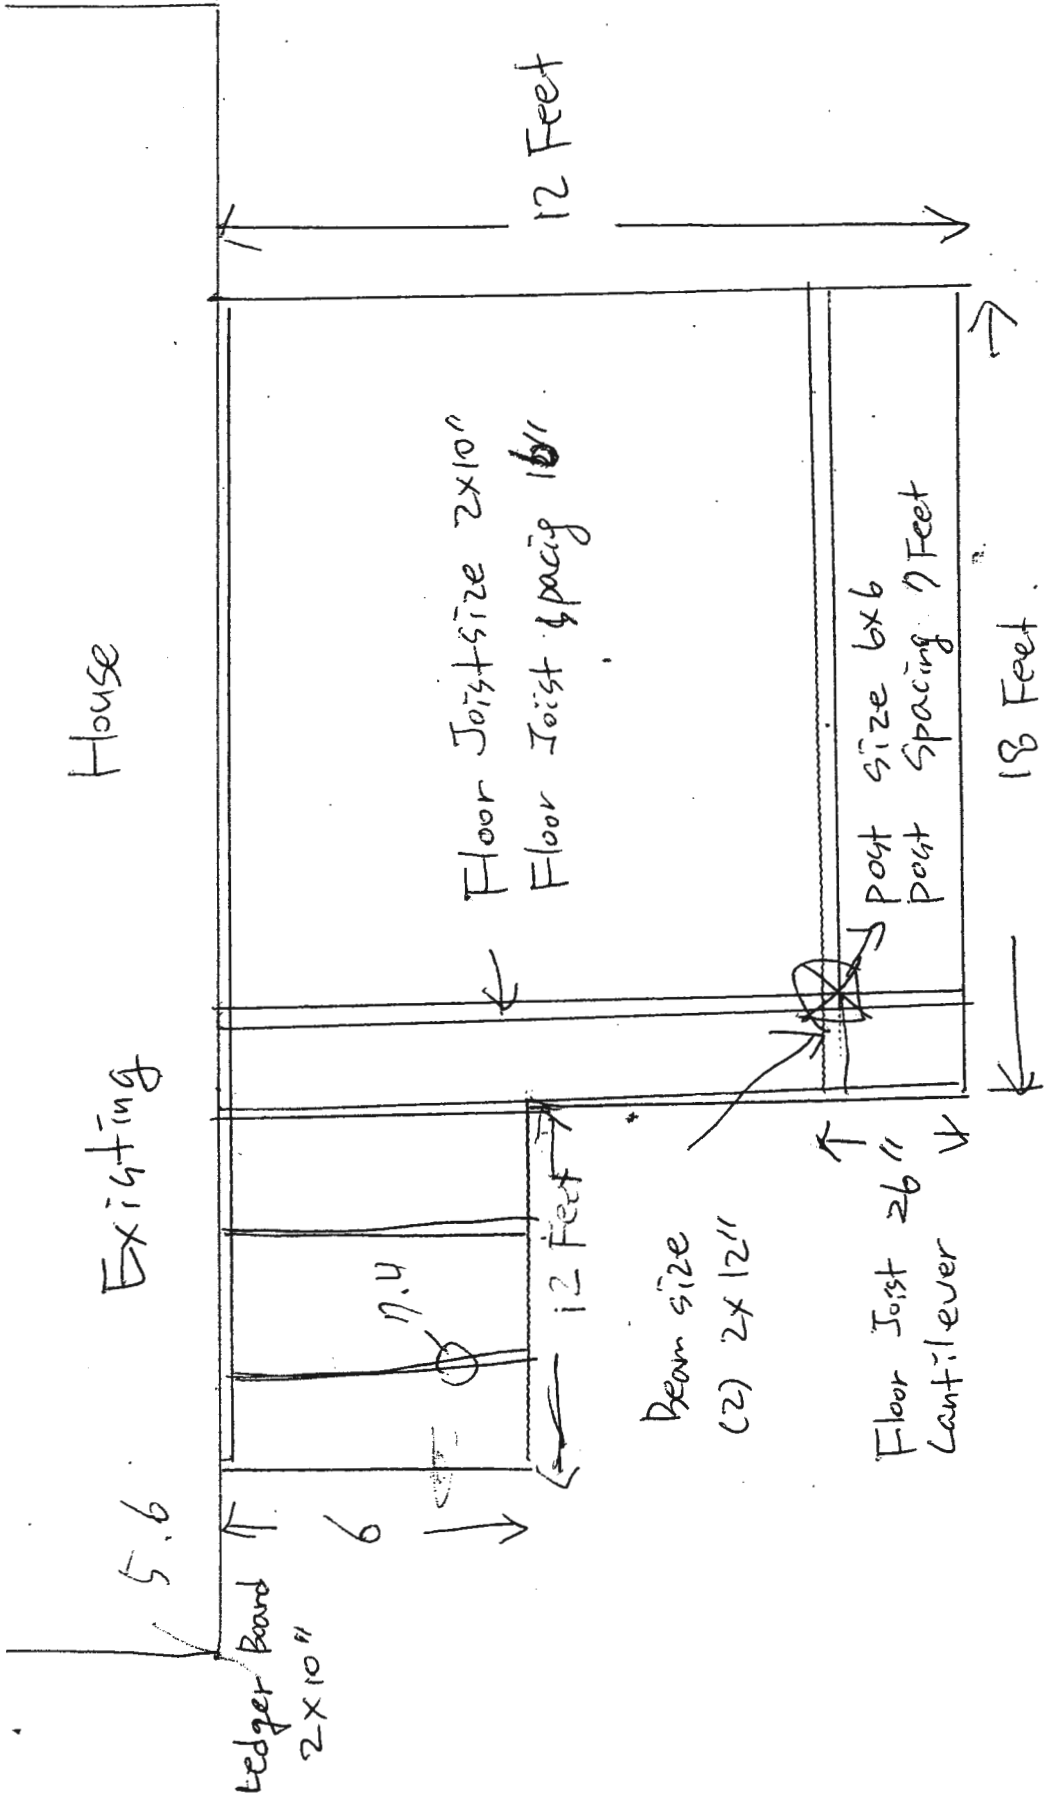 Existing House
5.6
Ledger Board
2x10"
6
7.4
12 Feet
Floor Joist size 2x10"
Floor Joist spacig 16"
12 Feet
Beam size
(2) 2x12"
post size 6x6
post spacing 7 Feet
Floor Joist 26"
Cantilever
18 Feet.